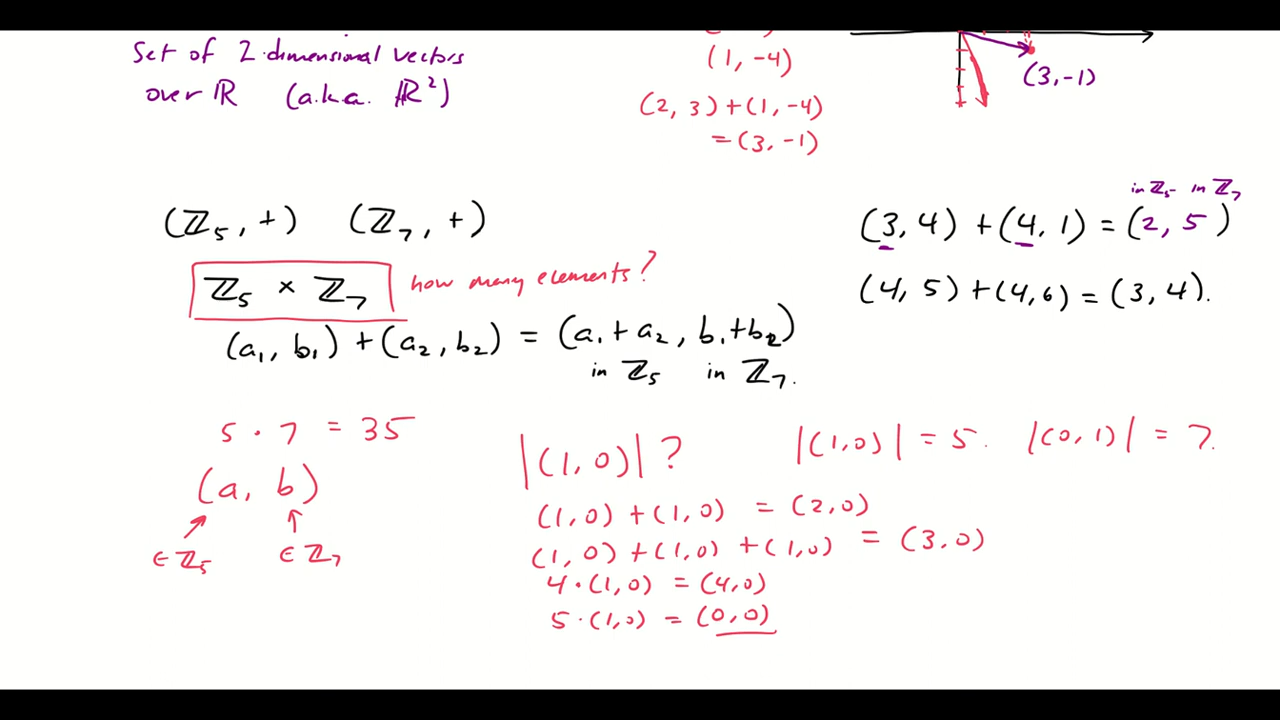 Set of 2-dimensional vectors
over ℝ (a.k.a. ℝ²)
(1, -4)
(2, 3) + (1, -4)
= (3, -1)
(3, -1)
(ℤ₅, +) (ℤ₇, +)
ℤ₅ × ℤ₇ how many elements?
(a₁, b₁) + (a₂, b₂) = (a₁ + a₂, b₁ + b₂)
in ℤ₅ in ℤ₇.
in ℤ₅ in ℤ₇
(3, 4) + (4, 1) = (2, 5)
(4, 5) + (4, 6) = (3, 4).
5 · 7 = 35
(a, b)
∈ ℤ₅ ∈ ℤ₇
|(1, 0)| ?
|(1, 0)| = 5. |(0, 1)| = 7.
(1, 0) + (1, 0) = (2, 0)
(1, 0) + (1, 0) + (1, 0) = (3, 0)
4 · (1, 0) = (4, 0)
5 · (1, 0) = (0, 0)